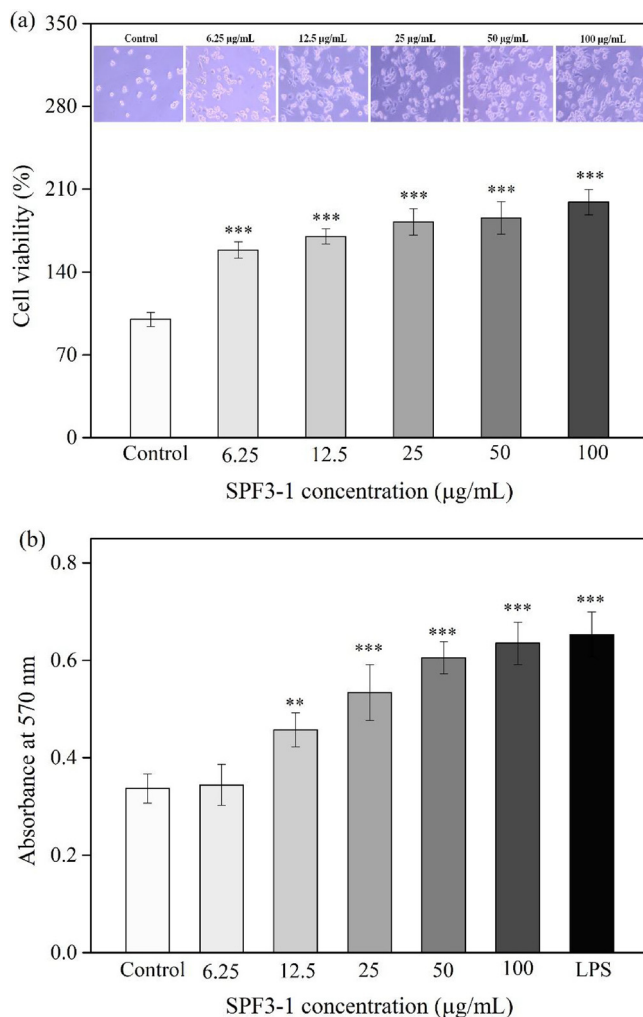 (a)
350
280
210
140
70
0
Cell viability (%)
Control 6.25 μg/mL 12.5 μg/mL 25 μg/mL 50 μg/mL 100 μg/mL
*** *** *** *** ***
Control 6.25 12.5 25 50 100
SPF3-1 concentration (μg/mL)
(b)
0.8
0.6
0.4
0.2
0.0
Absorbance at 570 nm
** *** *** *** ***
Control 6.25 12.5 25 50 100 LPS
SPF3-1 concentration (μg/mL)